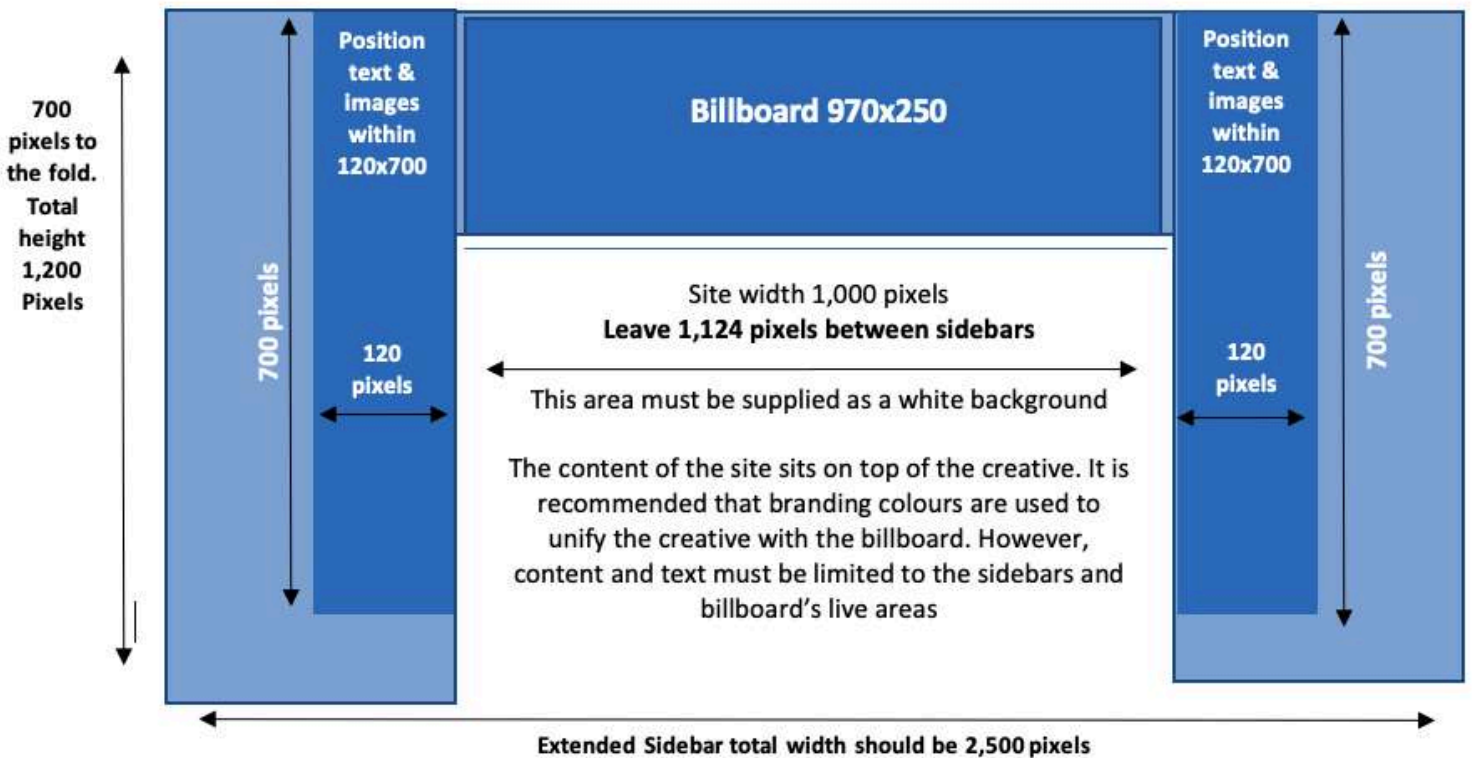 700
pixels to
the fold.
Total
height
1,200
Pixels
700 pixels
Position
text &
images
within
120x700
120
pixels
Billboard 970x250
Site width 1,000 pixels
Leave 1,124 pixels between sidebars
This area must be supplied as a white background
The content of the site sits on top of the creative. It is
recommended that branding colours are used to
unify the creative with the billboard. However,
content and text must be limited to the sidebars and
billboard’s live areas
Position
text &
images
within
120x700
120
pixels
700 pixels
Extended Sidebar total width should be 2,500 pixels